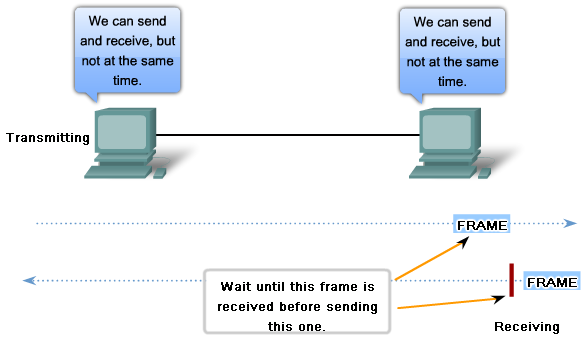 We can send
and receive, but
not at the same
time.
We can send
and receive, but
not at the same
time.
Transmitting
FRAME
FRAME
Wait until this frame is
received before sending
this one.
Receiving